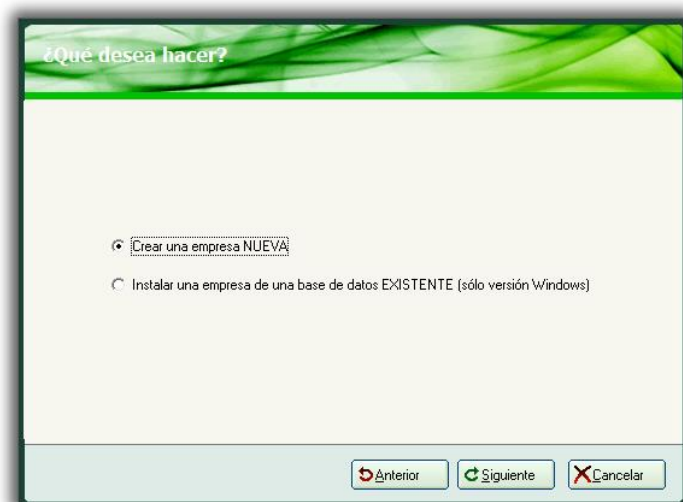 ¿Qué desea hacer?
Crear una empresa NUEVA
Instalar una empresa de una base de datos EXISTENTE (sólo versión Windows)
Anterior
Siguiente
Cancelar